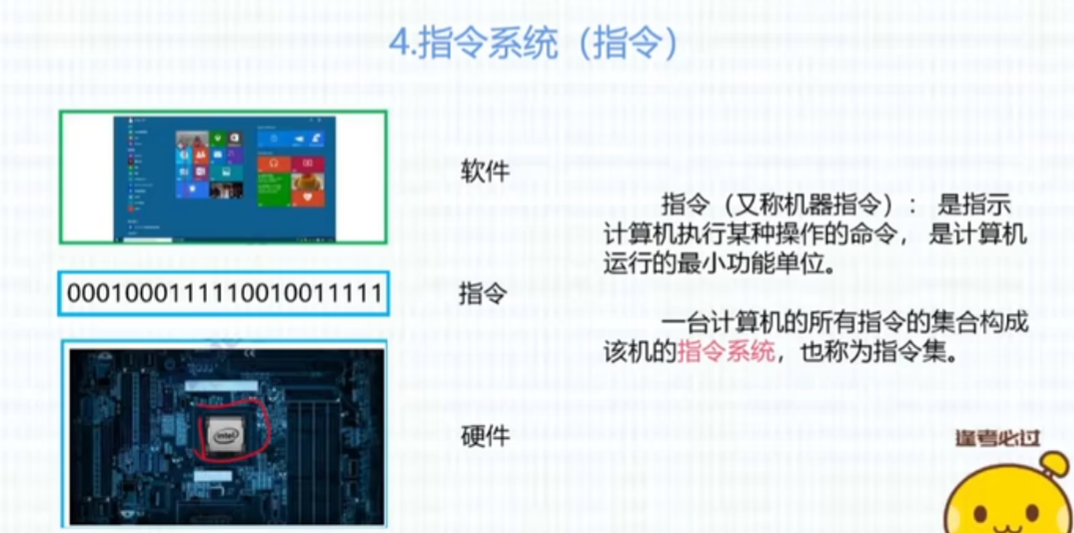 4.指令系统（指令）
软件
指令（又称机器指令）： 是指示
计算机执行某种操作的命令， 是计算机
运行的最小功能单位。
00010001111110010011111
指令
一台计算机的所有指令的集合构成
该机的指令系统，也称为指令集。
intel
硬件
逢考必过